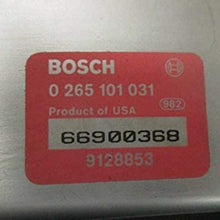 BOSCH
0 265 101 031
Product of USA 982
66900368
9128853